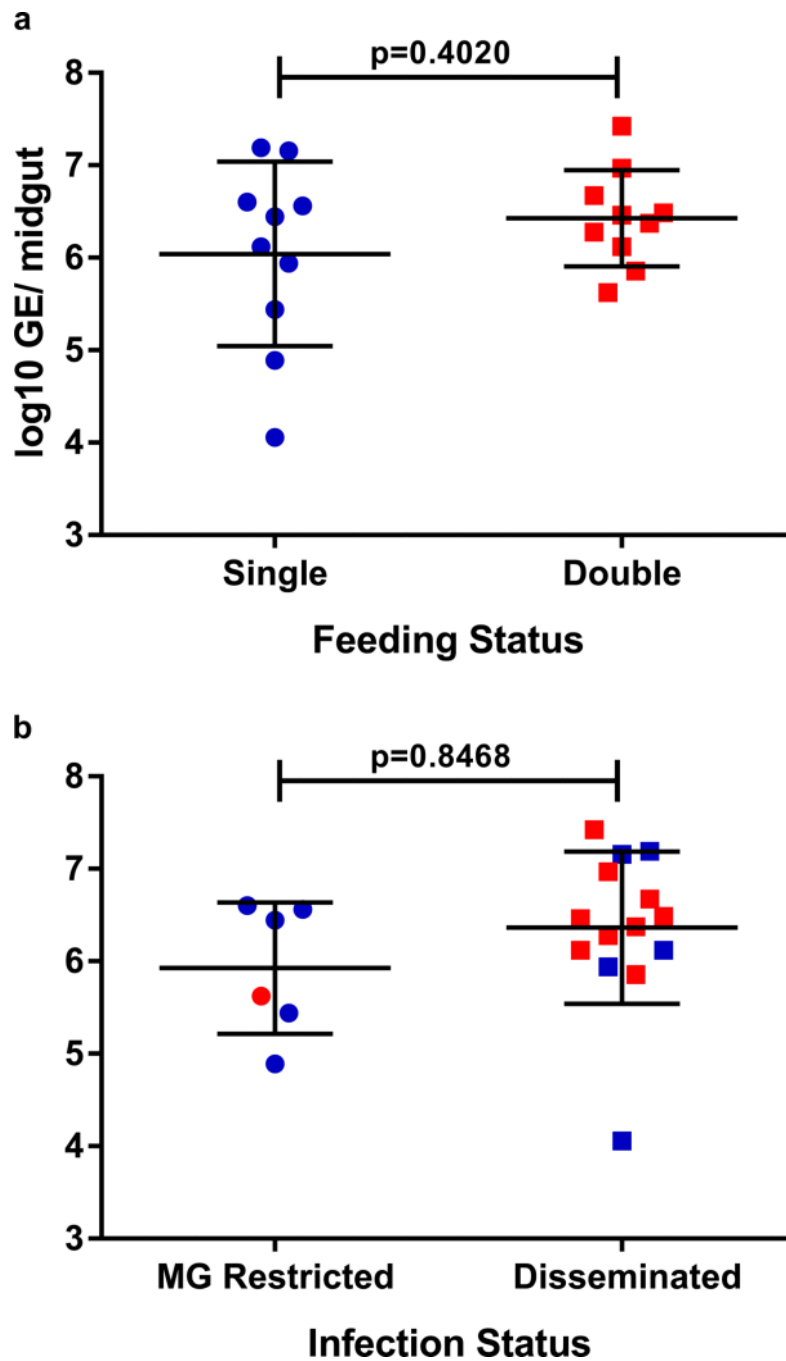 a
p=0.4020
8
7
6
5
4
3
log10 GE/ midgut
Single Double
Feeding Status
b
p=0.8468
8
7
6
5
4
3
MG Restricted Disseminated
Infection Status